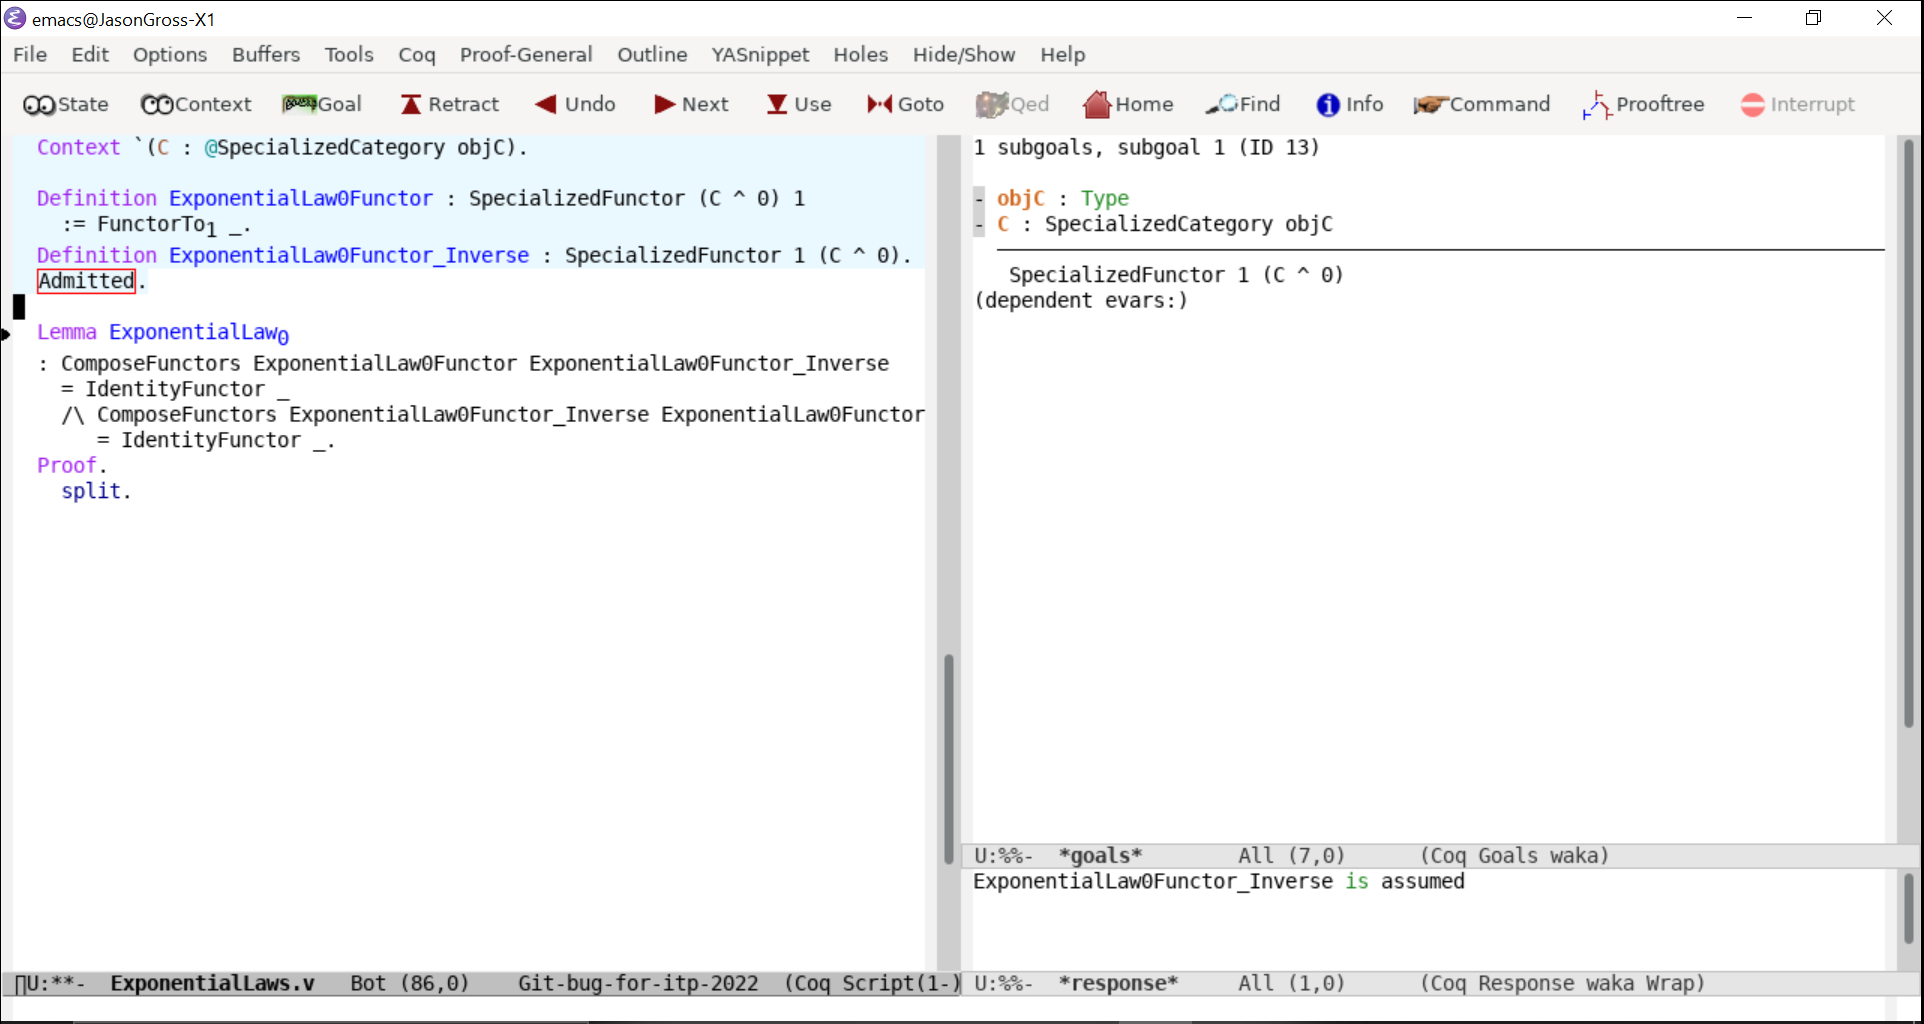 emacs@JasonGross-X1
File Edit Options Buffers Tools Coq Proof-General Outline YASnippet Holes Hide/Show Help
State Context Goal Retract Undo Next Use Goto Qed Home Find Info Command Prooftree Interrupt
Context `(C : @SpecializedCategory objC).
Definition ExponentialLaw0Functor : SpecializedFunctor (C ^ 0) 1
:= FunctorTo1 _.
Definition ExponentialLaw0Functor_Inverse : SpecializedFunctor 1 (C ^ 0).
Admitted.
Lemma ExponentialLaw0
: ComposeFunctors ExponentialLaw0Functor ExponentialLaw0Functor_Inverse
= IdentityFunctor _
/\ ComposeFunctors ExponentialLaw0Functor_Inverse ExponentialLaw0Functor
= IdentityFunctor _.
Proof.
split.
U:**- ExponentialLaws.v Bot (86,0) Git-bug-for-itp-2022 (Coq Script(1-)
1 subgoals, subgoal 1 (ID 13)
- objC : Type
- C : SpecializedCategory objC
SpecializedFunctor 1 (C ^ 0)
(dependent evars:)
U:%%- *goals* All (7,0) (Coq Goals waka)
ExponentialLaw0Functor_Inverse is assumed
U:%%- *response* All (1,0) (Coq Response waka Wrap)